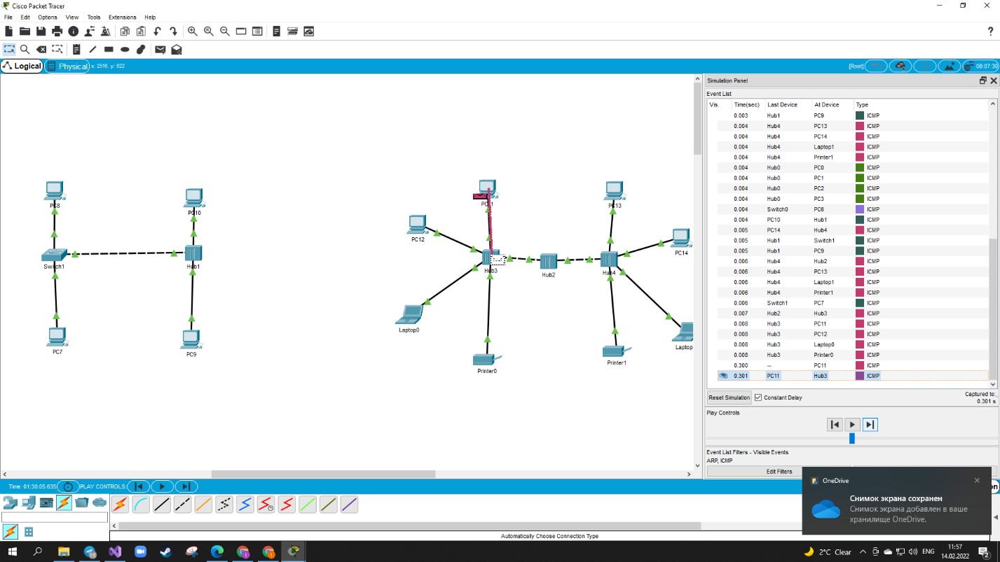 Cisco Packet Tracer
File Edit Options View Tools Extensions Help
Logical Physical x: 2516, y: 622 [Root] 08:07:30
Simulation Panel
Event List
Vis. Time(sec) Last Device At Device Type
0.003 Hub1 PC9 ICMP
0.004 Hub4 PC13 ICMP
0.004 Hub4 PC14 ICMP
0.004 Hub4 Laptop1 ICMP
0.004 Hub4 Printer1 ICMP
0.004 Hub0 PC0 ICMP
0.004 Hub0 PC1 ICMP
0.004 Hub0 PC2 ICMP
0.004 Hub0 PC3 ICMP
0.004 Switch0 PC6 ICMP
0.004 PC10 Hub1 ICMP
0.005 PC14 Hub4 ICMP
0.005 Hub1 Switch1 ICMP
0.005 Hub1 PC9 ICMP
0.006 Hub4 Hub2 ICMP
0.006 Hub4 PC13 ICMP
0.006 Hub4 Laptop1 ICMP
0.006 Hub4 Printer1 ICMP
0.006 Switch1 PC7 ICMP
0.007 Hub2 Hub3 ICMP
0.008 Hub3 PC11 ICMP
0.008 Hub3 PC12 ICMP
0.008 Hub3 Laptop0 ICMP
0.008 Hub3 Printer0 ICMP
0.300 -- PC11 ICMP
0.301 PC11 Hub3 ICMP
Reset Simulation Constant Delay Captured to:
0.301 s
Play Controls
Event List Filters - Visible Events
ARP, ICMP
Edit Filters
PC8
PC10
PC13
PC12
PC14
Switch1
Hub1
Hub3
Hub2
Hub4
Laptop0
Laptop
PC7
PC9
Printer0
Printer1
Time: 01:30:05.635 PLAY CONTROLS:
Automatically Choose Connection Type
OneDrive
Снимок экрана сохранен
Снимок экрана добавлен в ваше
хранилище OneDrive.
2°C Clear ENG 11:57
14.02.2022